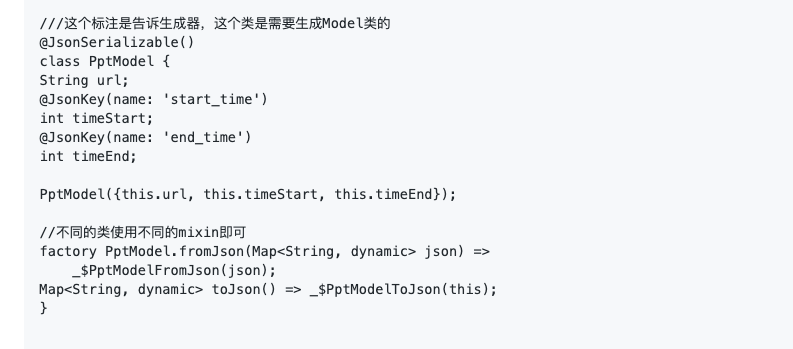 ///这个标注是告诉生成器，这个类是需要生成Model类的
@JsonSerializable()
class PptModel {
String url;
@JsonKey(name: 'start_time')
int timeStart;
@JsonKey(name: 'end_time')
int timeEnd;
PptModel({this.url, this.timeStart, this.timeEnd});
//不同的类使用不同的mixin即可
factory PptModel.fromJson(Map<String, dynamic> json) =>
    _$PptModelFromJson(json);
Map<String, dynamic> toJson() => _$PptModelToJson(this);
}